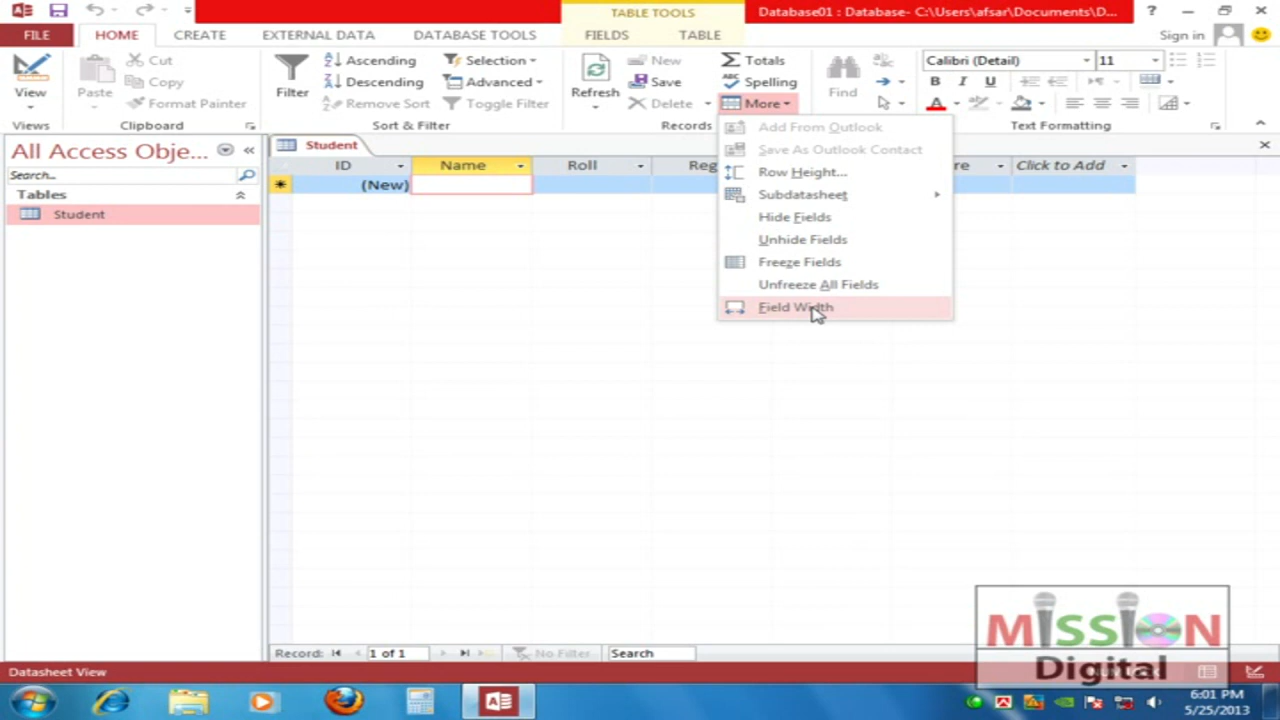 TABLE TOOLS
Database01 : Database- C:\Users\afsar\Documents\D...
?
FILE HOME CREATE EXTERNAL DATA DATABASE TOOLS FIELDS TABLE Sign in
View
Views
Paste
Cut
Copy
Format Painter
Clipboard
Filter
Ascending
Descending
Remove Sort
Selection
Advanced
Toggle Filter
Sort & Filter
Refresh
New
Save
Delete
Totals
Spelling
More
Records
Find
Calibri (Detail) 11
B I U
A
Text Formatting
Add From Outlook
Save As Outlook Contact
Row Height...
Subdatasheet
Hide Fields
Unhide Fields
Freeze Fields
Unfreeze All Fields
Field Width
All Access Obje...
Search...
Tables
Student
Student
ID Name Roll Reg re Click to Add
(New)
Record: 1 of 1 No Filter Search
Datasheet View
MISSION
Digital
6:01 PM
5/25/2013